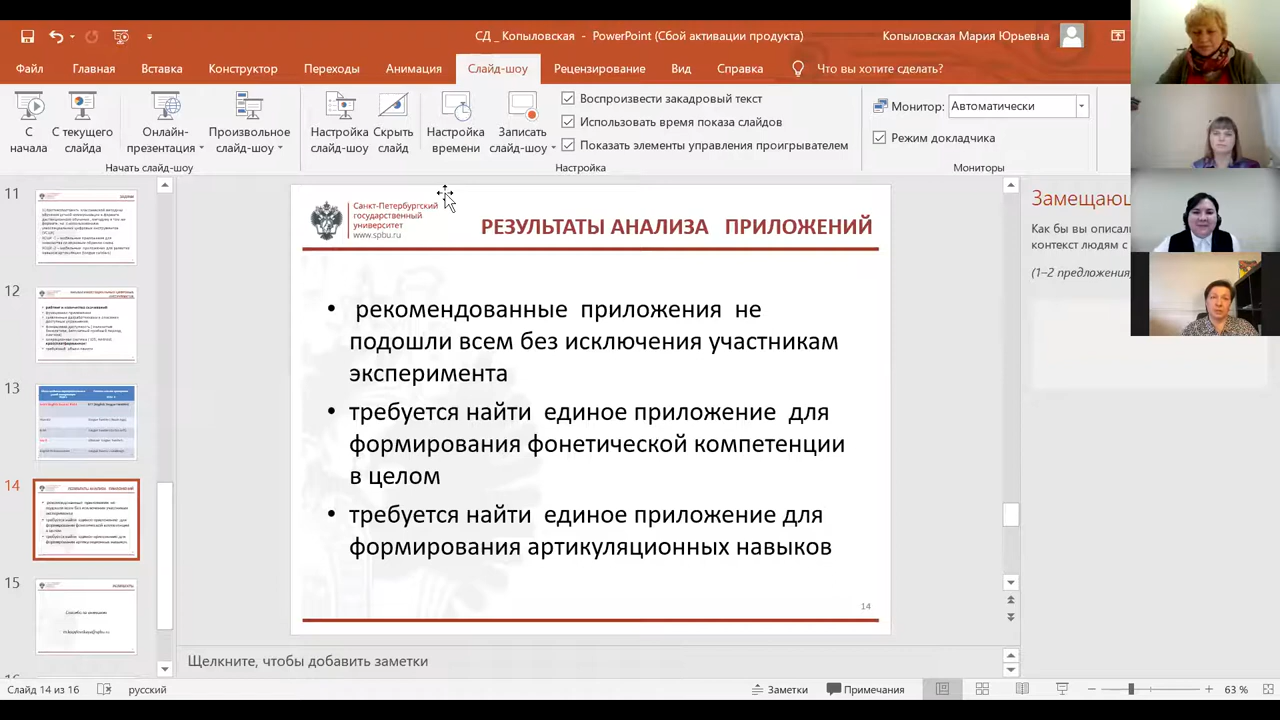 СД _ Копыловская - PowerPoint (Сбой активации продукта)
Копыловская Мария Юрьевна
Файл
Главная
Вставка
Конструктор
Переходы
Анимация
Слайд-шоу
Рецензирование
Вид
Справка
Что вы хотите сделать?
С
начала
С текущего
слайда
Онлайн-
презентация
Произвольное
слайд-шоу
Начать слайд-шоу
Настройка
слайд-шоу
Скрыть
слайд
Настройка
времени
Записать
слайд-шоу
Воспроизвести закадровый текст
Использовать время показа слайдов
Показать элементы управления проигрывателем
Настройка
Монитор:
Автоматически
Режим докладчика
Мониторы
11
12
13
14
15
Санкт-Петербургский
государственный
университет
www.spbu.ru
РЕЗУЛЬТАТЫ АНАЛИЗА ПРИЛОЖЕНИЙ
• рекомендованные приложения не
подошли всем без исключения участникам
эксперимента
• требуется найти единое приложение для
формирования фонетической компетенции
в целом
• требуется найти единое приложение для
формирования артикуляционных навыков
14
Замещающ
Как бы вы описал
контекст людям с
(1–2 предложения
Щелкните, чтобы добавить заметки
Слайд 14 из 16
русский
Заметки
Примечания
63 %